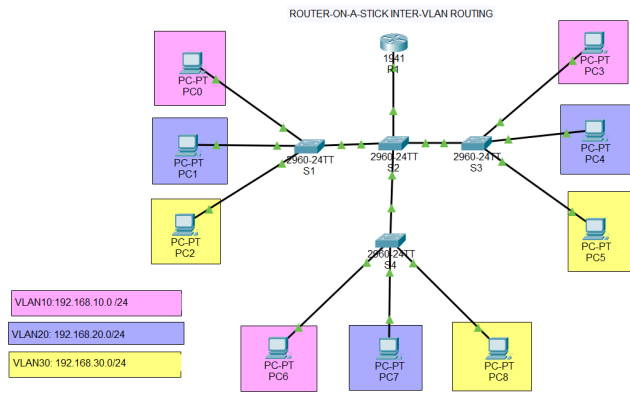 ROUTER-ON-A-STICK INTER-VLAN ROUTING
1941
R1
PC-PT
PC0
PC-PT
PC3
PC-PT
PC1
2960-24TT
S1
2960-24TT
S2
2960-24TT
S3
PC-PT
PC4
PC-PT
PC2
PC-PT
PC5
2960-24TT
S4
VLAN10:192.168.10.0 /24
VLAN20: 192.168.20.0/24
VLAN30: 192.168.30.0/24
PC-PT
PC6
PC-PT
PC7
PC-PT
PC8